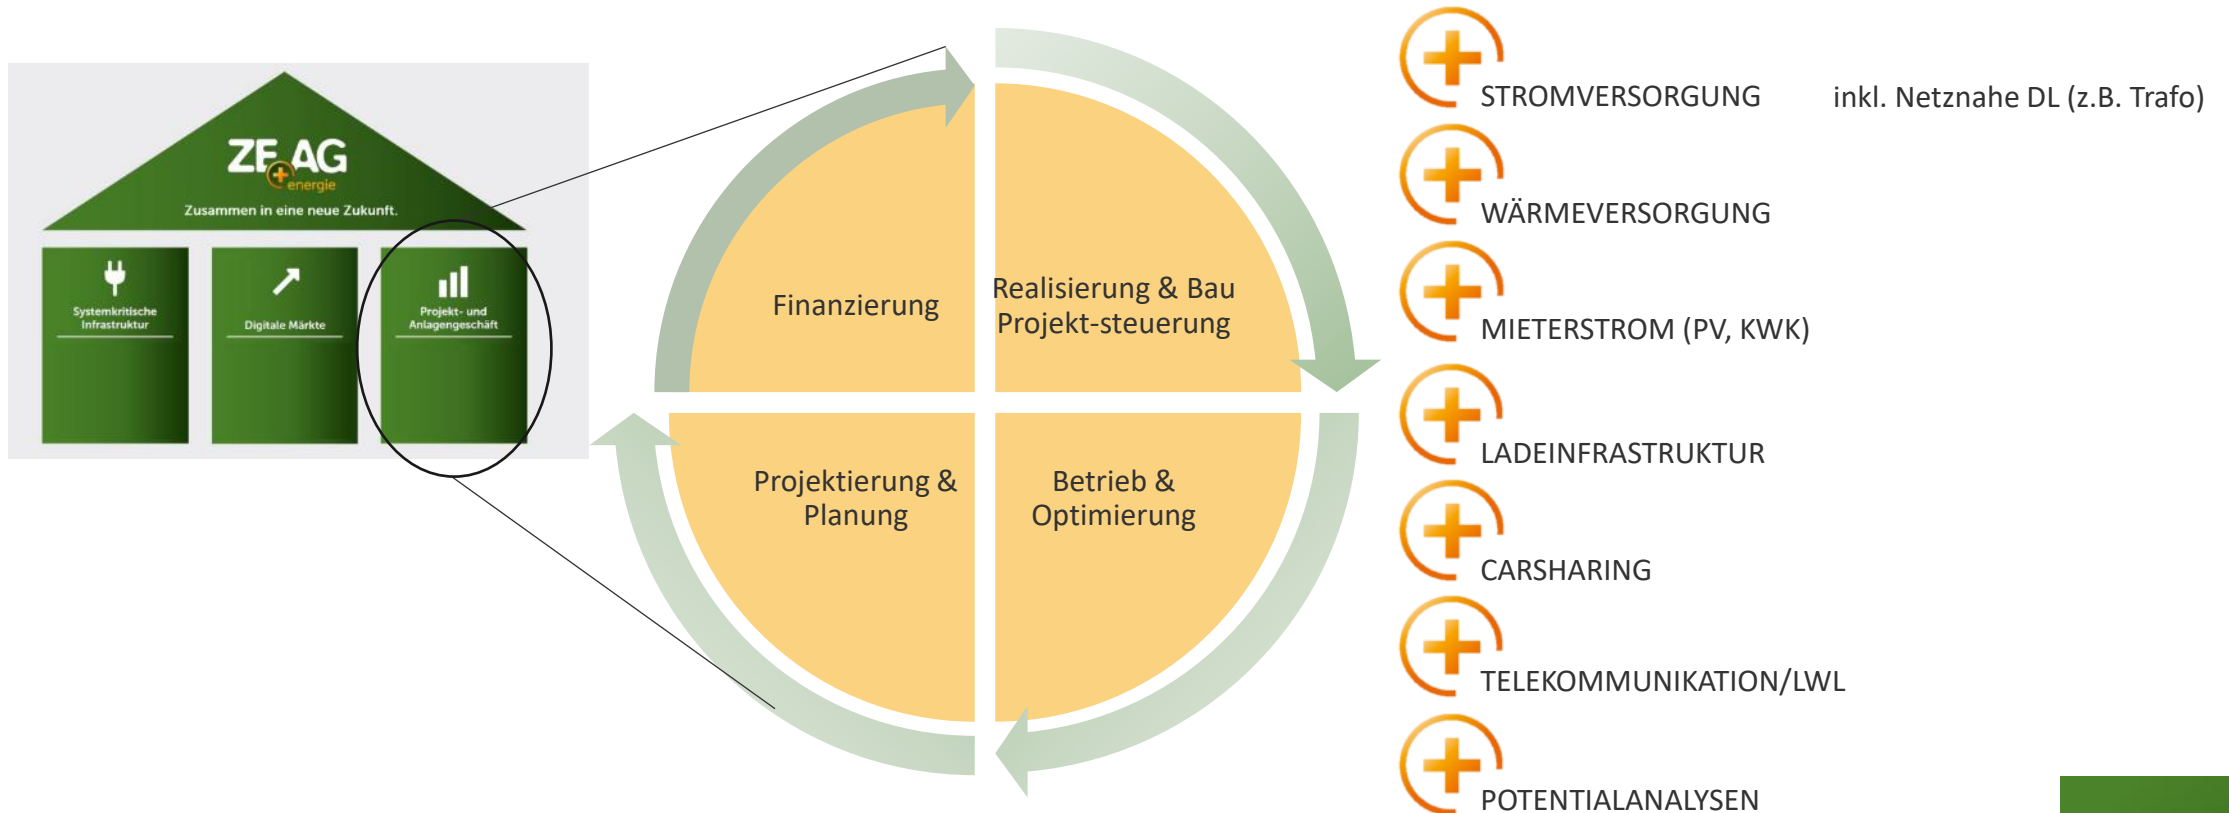 ZEAG
energie
Zusammen in eine neue Zukunft.
Systemkritische
Infrastruktur
Digitale Märkte
Projekt- und
Anlagengeschäft
Finanzierung
Realisierung & Bau
Projekt-steuerung
Projektierung &
Planung
Betrieb &
Optimierung
STROMVERSORGUNG inkl. Netznahe DL (z.B. Trafo)
WÄRMEVERSORGUNG
MIETERSTROM (PV, KWK)
LADEINFRASTRUKTUR
CARSHARING
TELEKOMMUNIKATION/LWL
POTENTIALANALYSEN